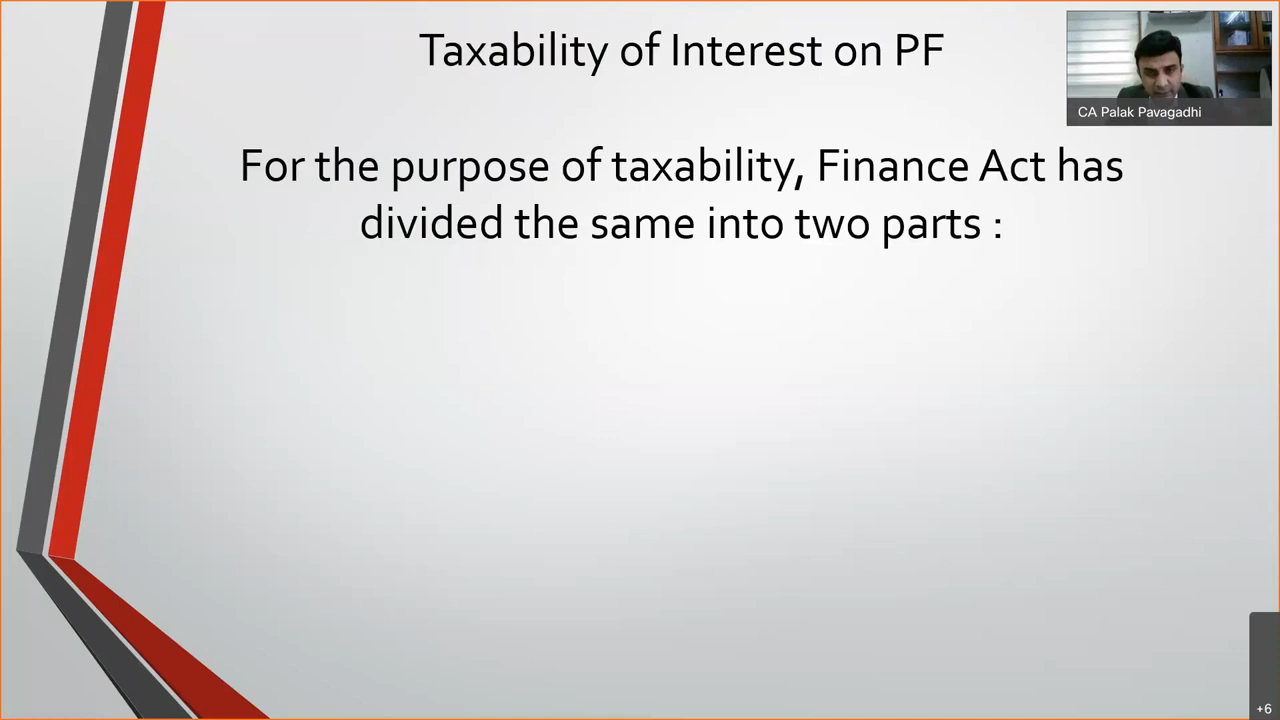 Taxability of Interest on PF
CA Palak Pavagadhi
For the purpose of taxability, Finance Act has
divided the same into two parts :
+6